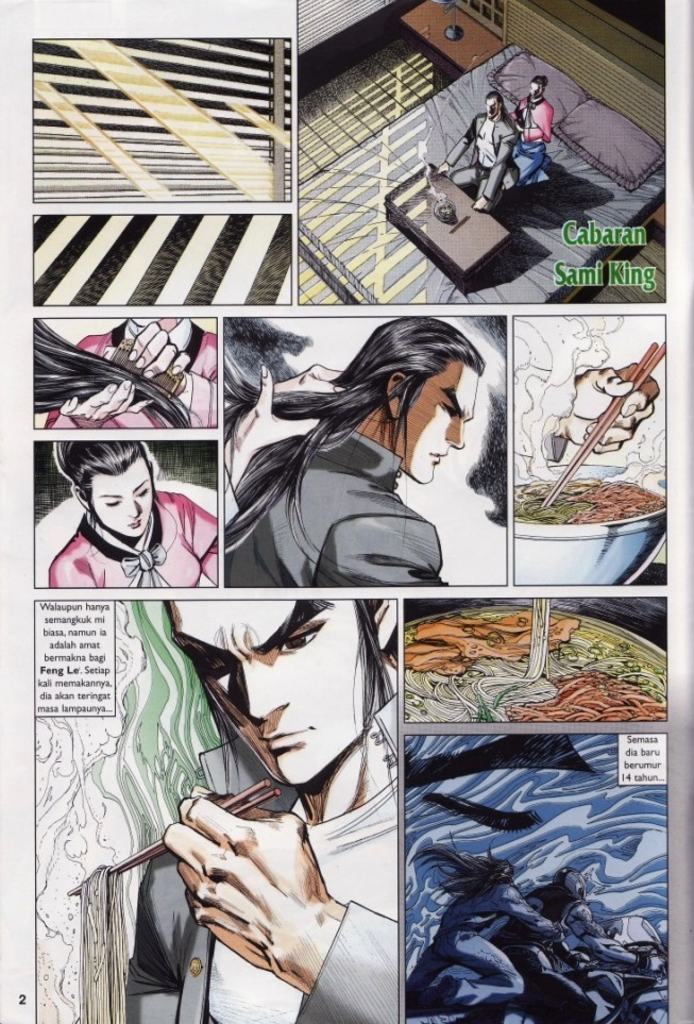 Cabaran
Sami King
Walaupun hanya
semangkuk mi
biasa, namun ia
adalah amat
bermakna bagi
Feng Le'. Setiap
kali memakannya,
dia akan teringat
masa lampaunya...
Semasa
dia baru
berumur
14 tahun...
2